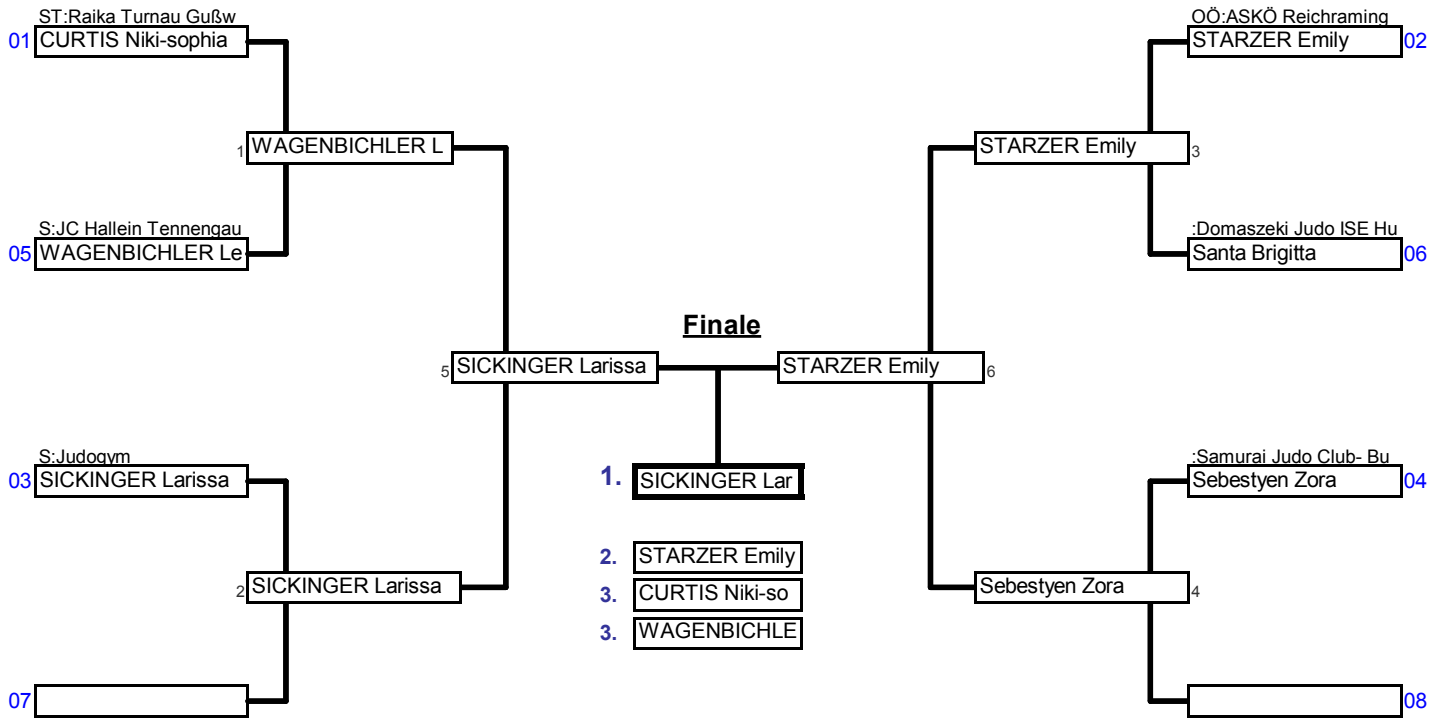 ST:Raika Turnau Gußw
01 CURTIS Niki-sophia
1 WAGENBICHLER L
S:JC Hallein Tennengau
05 WAGENBICHLER Le
5 SICKINGER Larissa
S:Judogym
03 SICKINGER Larissa
2 SICKINGER Larissa
07
Finale
1. SICKINGER Lar
2. STARZER Emily
3. CURTIS Niki-so
3. WAGENBICHLE
OÖ:ASKÖ Reichraming
STARZER Emily 02
STARZER Emily 3
:Domaszeki Judo ISE Hu
Santa Brigitta 06
STARZER Emily 6
:Samurai Judo Club- Bu
Sebestyen Zora 04
Sebestyen Zora 4
08